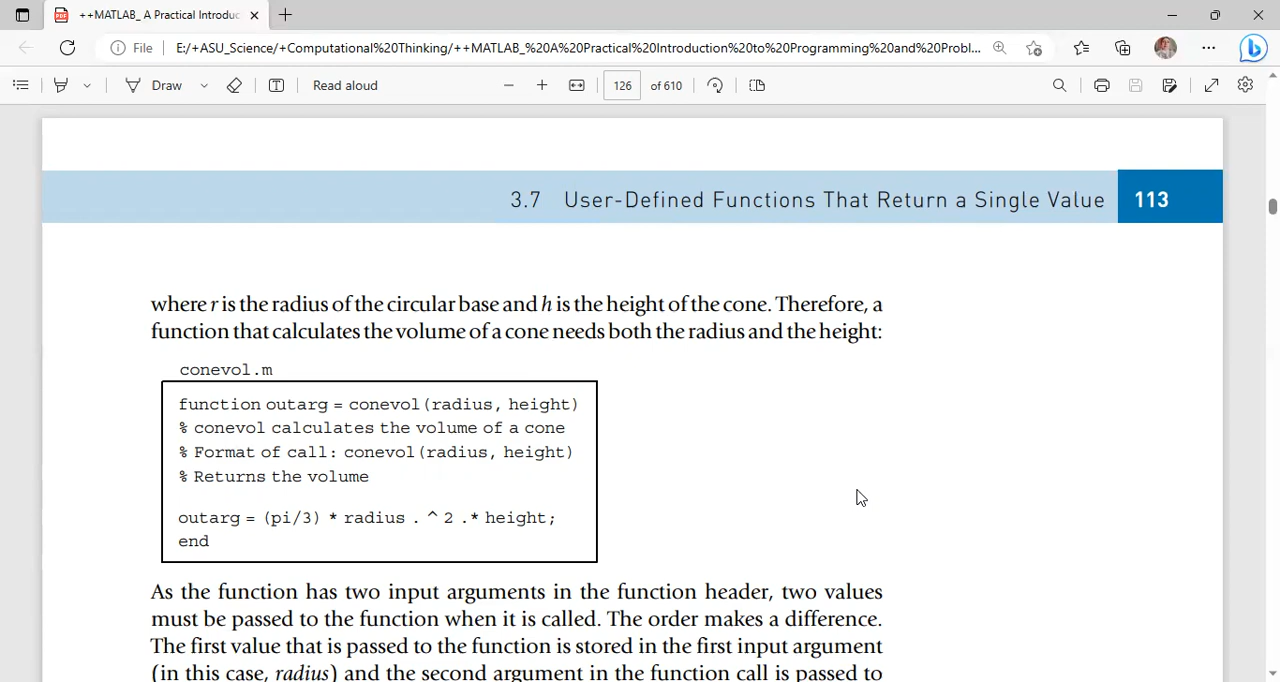 ++MATLAB_ A Practical Introduc
File E:/+ASU_Science/+Computational%20Thinking/++MATLAB_%20A%20Practical%20Introduction%20to%20Programming%20and%20Probl...
Draw Read aloud 126 of 610
3.7 User-Defined Functions That Return a Single Value 113
where r is the radius of the circular base and h is the height of the cone. Therefore, a
function that calculates the volume of a cone needs both the radius and the height:
conevol.m
function outarg = conevol(radius, height)
% conevol calculates the volume of a cone
% Format of call: conevol(radius, height)
% Returns the volume
outarg = (pi/3) * radius . ^ 2 .* height;
end
As the function has two input arguments in the function header, two values
must be passed to the function when it is called. The order makes a difference.
The first value that is passed to the function is stored in the first input argument
(in this case, radius) and the second argument in the function call is passed to